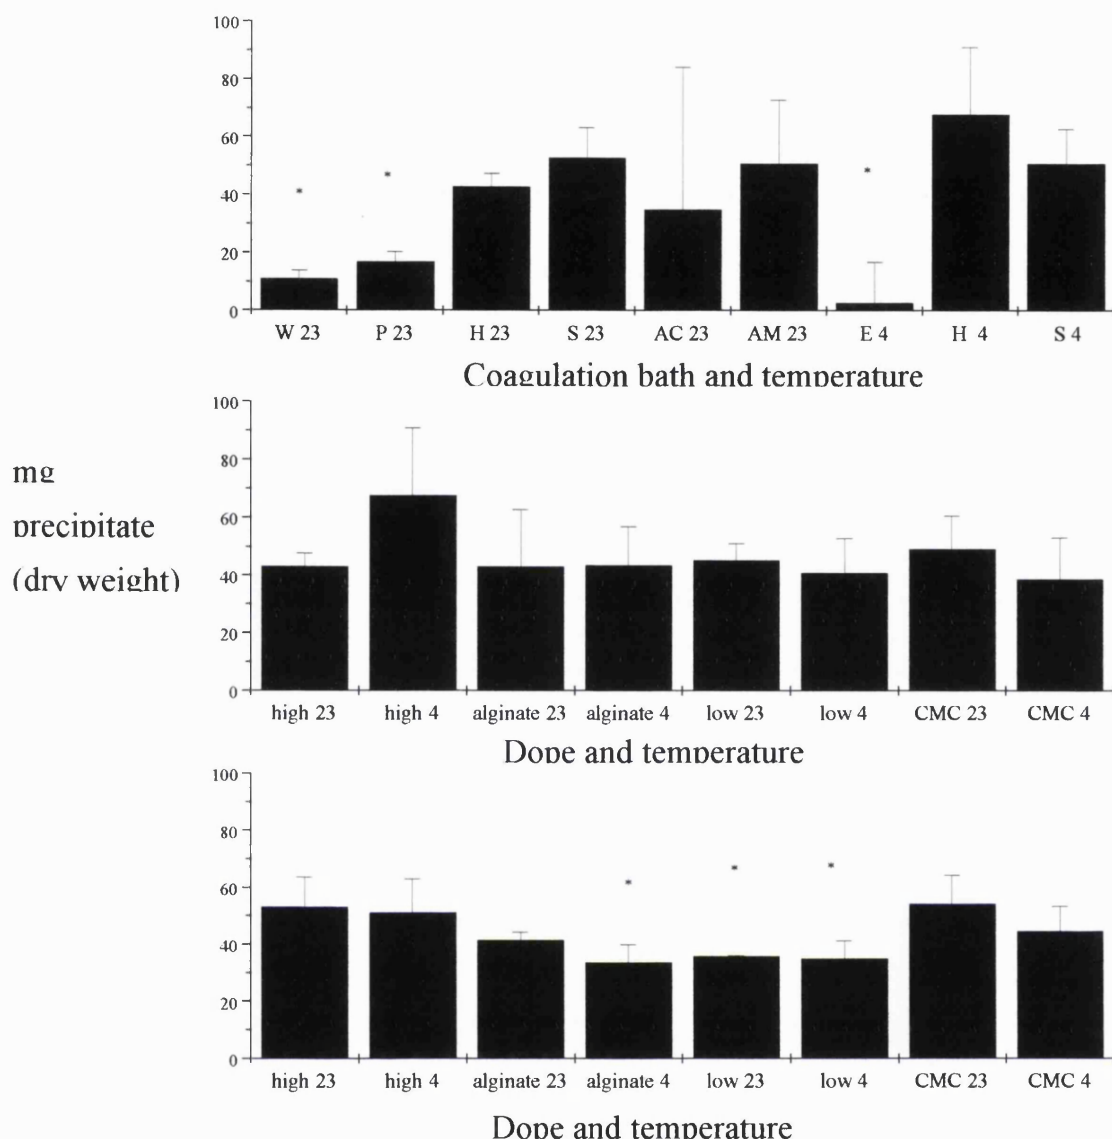 100
80
60
40
20
0
W 23 P 23 H 23 S 23 AC 23 AM 23 E 4 H 4 S 4
* * *
Coagulation bath and temperature
mg
precipitate
(dry weight)
100
80
60
40
20
0
high 23 high 4 alginate 23 alginate 4 low 23 low 4 CMC 23 CMC 4
Dope and temperature
100
80
60
40
20
0
* * *
high 23 high 4 alginate 23 alginate 4 low 23 low 4 CMC 23 CMC 4
Dope and temperature